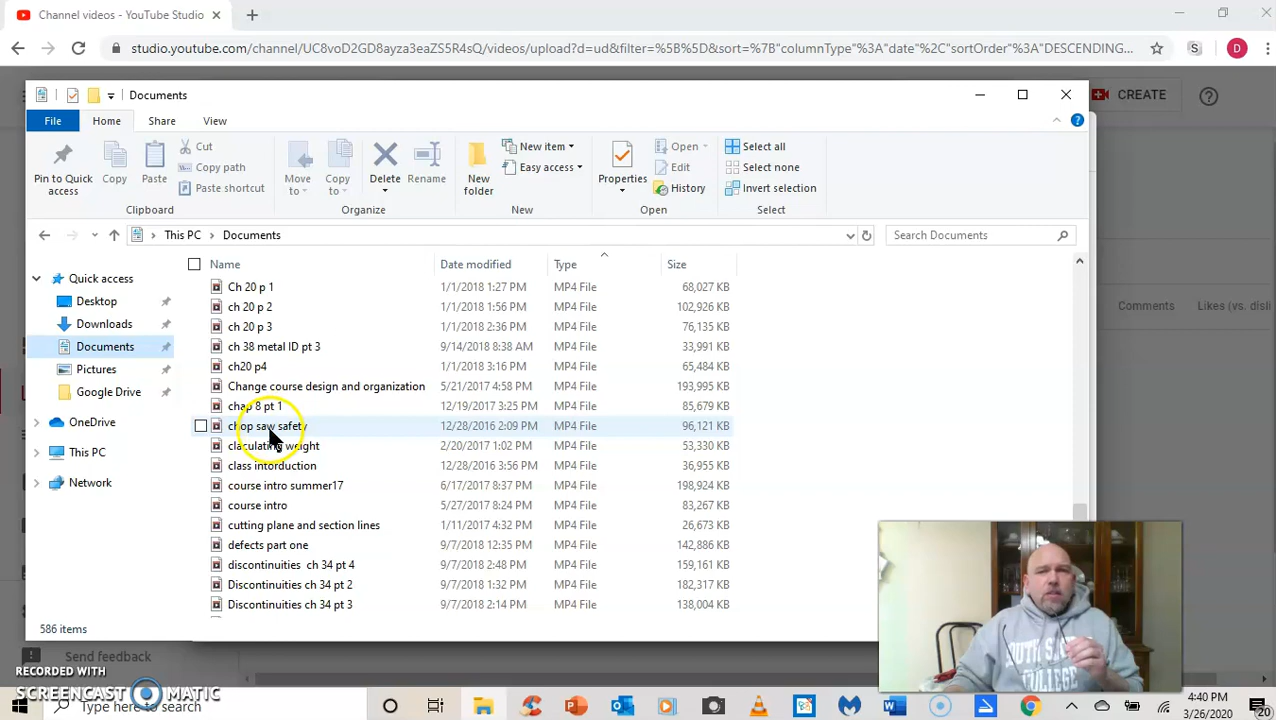 Channel videos - YouTube Studio
studio.youtube.com/channel/UC8voD2GD8ayza3eaZS5R4sQ/videos/upload?d=ud&filter=%5B%5D&sort=%7B"columnType"%3A"date"%2C"sortOrder"%3A"DESCENDING...
S D
Documents
CREATE
File Home Share View
Pin to Quick access
Copy
Paste
Cut
Copy path
Paste shortcut
Move to
Copy to
Delete
Rename
New folder
New item
Easy access
Properties
Open
Edit
History
Select all
Select none
Invert selection
Clipboard Organize New Open Select
This PC Documents
Search Documents
Name Date modified Type Size
Quick access
Desktop
Downloads
Documents
Pictures
Google Drive
OneDrive
This PC
Network
Ch 20 p 1 1/1/2018 1:27 PM MP4 File 68,027 KB
ch 20 p 2 1/1/2018 1:56 PM MP4 File 102,926 KB
ch 20 p 3 1/1/2018 2:36 PM MP4 File 76,135 KB
ch 38 metal ID pt 3 9/14/2018 8:38 AM MP4 File 33,991 KB
ch20 p4 1/1/2018 3:16 PM MP4 File 65,484 KB
Change course design and organization 5/21/2017 4:58 PM MP4 File 193,995 KB
chap 8 pt 1 12/19/2017 3:25 PM MP4 File 85,679 KB
chop saw safety 12/28/2016 2:09 PM MP4 File 96,121 KB
claculating weight 2/20/2017 1:02 PM MP4 File 53,330 KB
class intorduction 12/28/2016 3:56 PM MP4 File 36,955 KB
course intro summer17 6/17/2017 8:37 PM MP4 File 198,924 KB
course intro 5/27/2017 8:24 PM MP4 File 83,267 KB
cutting plane and section lines 1/11/2017 4:32 PM MP4 File 26,673 KB
defects part one 9/7/2018 12:35 PM MP4 File 142,886 KB
discontinuities ch 34 pt 4 9/7/2018 2:48 PM MP4 File 159,161 KB
Discontinuities ch 34 pt 2 9/7/2018 1:32 PM MP4 File 182,317 KB
Discontinuities ch 34 pt 3 9/7/2018 2:14 PM MP4 File 138,004 KB
Comments Likes (vs. disli
586 items
Send feedback
RECORDED WITH
SCREENCAST MATIC
Type here to search
COLLEGE
4:40 PM
3/26/2020
20